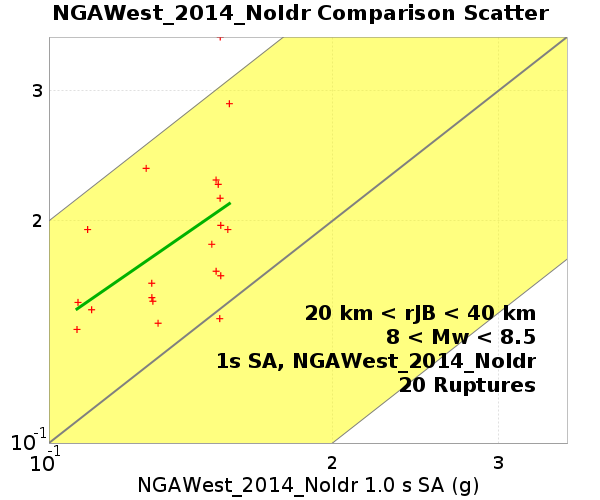 NGAWest_2014_NoIdr Comparison Scatter
3
2
10⁻¹
20 km < rJB < 40 km
8 < Mw < 8.5
1s SA, NGAWest_2014_NoIdr
20 Ruptures
10⁻¹ 2 3
NGAWest_2014_NoIdr 1.0 s SA (g)